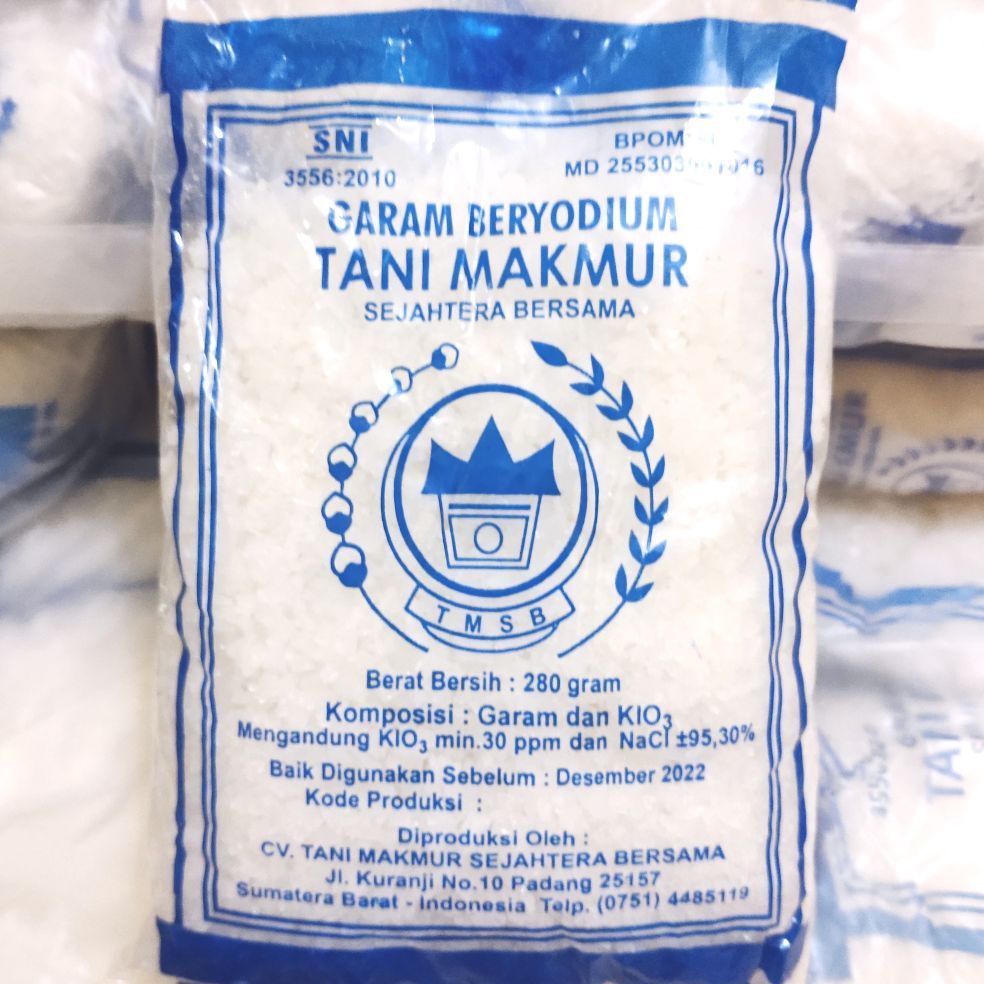 SNI
3556:2010
BPOM
MD
GARAM BERYODIUM
TANI MAKMUR
SEJAHTERA BERSAMA
TMSB
Berat Bersih : 280 gram
Komposisi : Garam dan KIO₃
Mengandung KIO₃ min.30 ppm dan NaCl ±95,30%
Baik Digunakan Sebelum : Desember 2022
Kode Produksi :
Diproduksi Oleh :
CV. TANI MAKMUR SEJAHTERA BERSAMA
Jl. Kuranji No.10 Padang 25157
Sumatera Barat - Indonesia Telp. (0751) 4485119